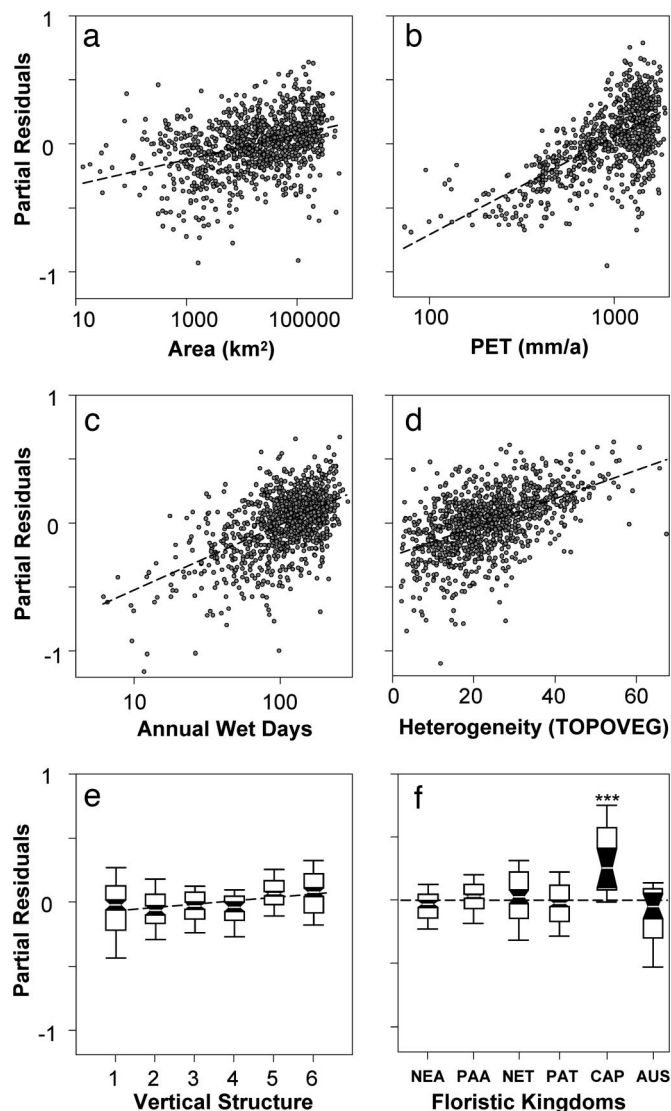 a
b
1
0
-1
Partial Residuals
10 1000 100000
Area (km²)
100 1000
PET (mm/a)
c
d
1
0
-1
Partial Residuals
10 100
Annual Wet Days
0 20 40 60
Heterogeneity (TOPOVEG)
e
f
***
1
0
-1
Partial Residuals
1 2 3 4 5 6
Vertical Structure
NEA PAA NET PAT CAP AUS
Floristic Kingdoms